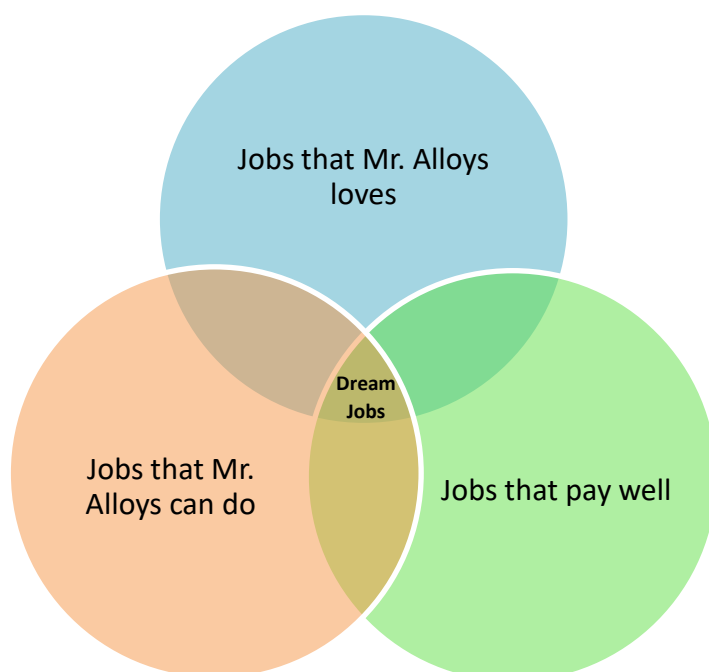 Jobs that Mr. Alloys
loves
Dream
Jobs
Jobs that Mr.
Alloys can do
Jobs that pay well